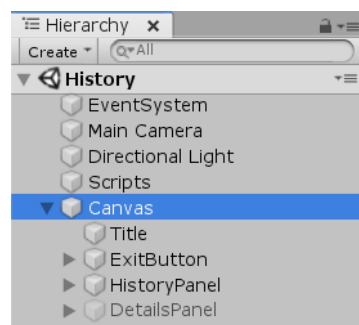 Hierarchy
Create All
History
EventSystem
Main Camera
Directional Light
Scripts
Canvas
Title
ExitButton
HistoryPanel
DetailsPanel